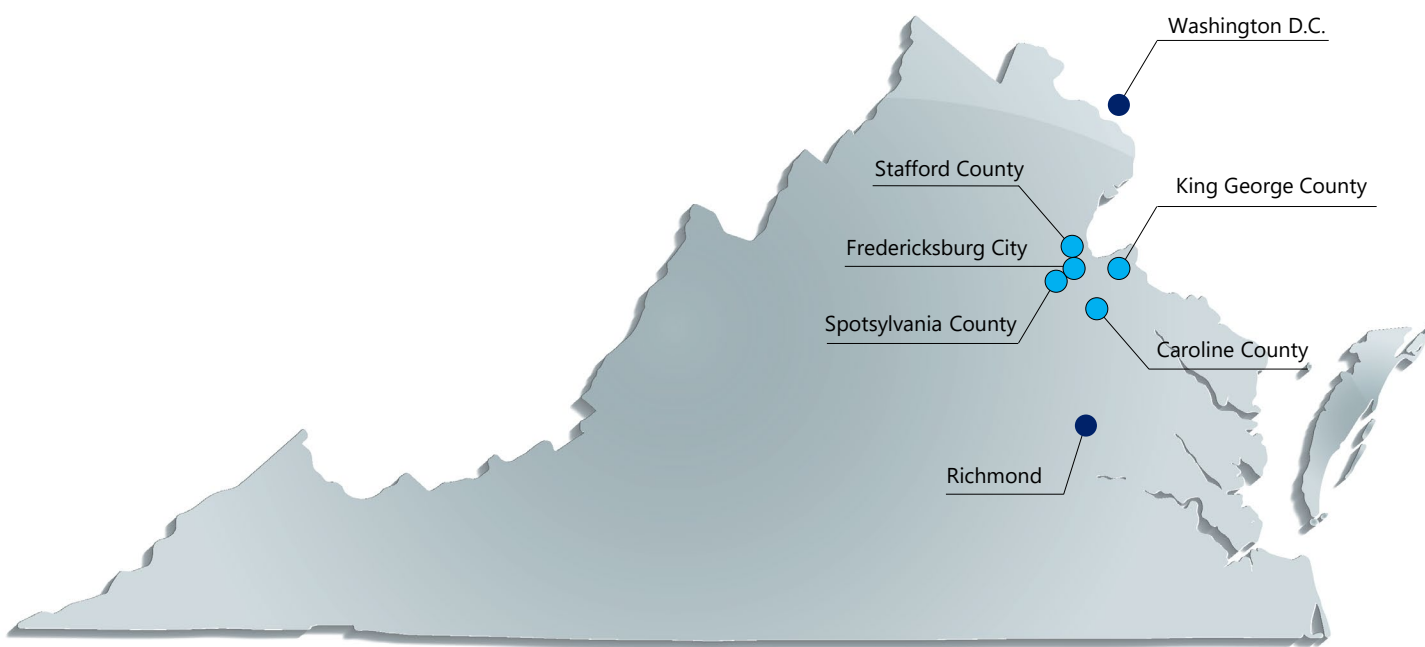 Washington D.C.
Stafford County
King George County
Fredericksburg City
Spotsylvania County
Caroline County
Richmond